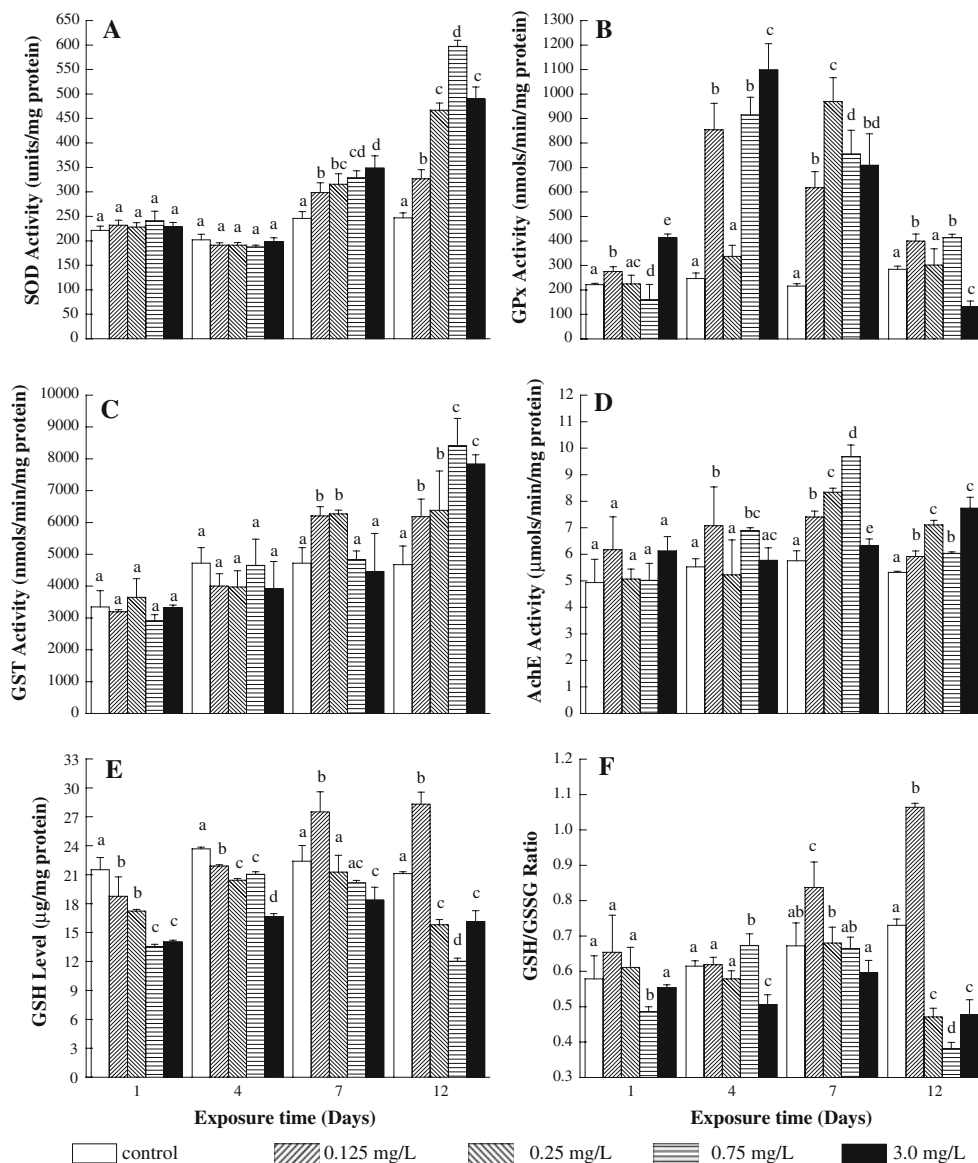 A
SOD Activity (units/mg protein)
650
600
550
500
450
400
350
300
250
200
150
100
50
0
a a a a a
a a a a a
a b bc cd d
a b c d c
B
GPx Activity (nmols/min/mg protein)
1300
1200
1100
1000
900
800
700
600
500
400
300
200
100
0
a b ac d e
a b a b c
a b c d bd
a b a b c
C
GST Activity (nmols/min/mg protein)
10000
9000
8000
7000
6000
5000
4000
3000
2000
1000
0
a a a a a
a a a a a
a b b a a
a b b c c
D
AchE Activity (µmols/min/mg protein)
12
11
10
9
8
7
6
5
4
3
2
1
0
a a a a a
a b a bc ac
a b c d e
a b c b d
E
GSH Level (µg/mg protein)
33
30
27
24
21
18
15
12
9
6
3
0
a b b c c
a b c c d
a b a ac c
a b c d c
1 4 7 12
Exposure time (Days)
F
GSH/GSSG Ratio
1.2
1.1
1.0
0.9
0.8
0.7
0.6
0.5
0.4
0.3
a a a b a
a a a b c
ab c b ab a
a b c d c
1 4 7 12
Exposure time (Days)
control 0.125 mg/L 0.25 mg/L 0.75 mg/L 3.0 mg/L